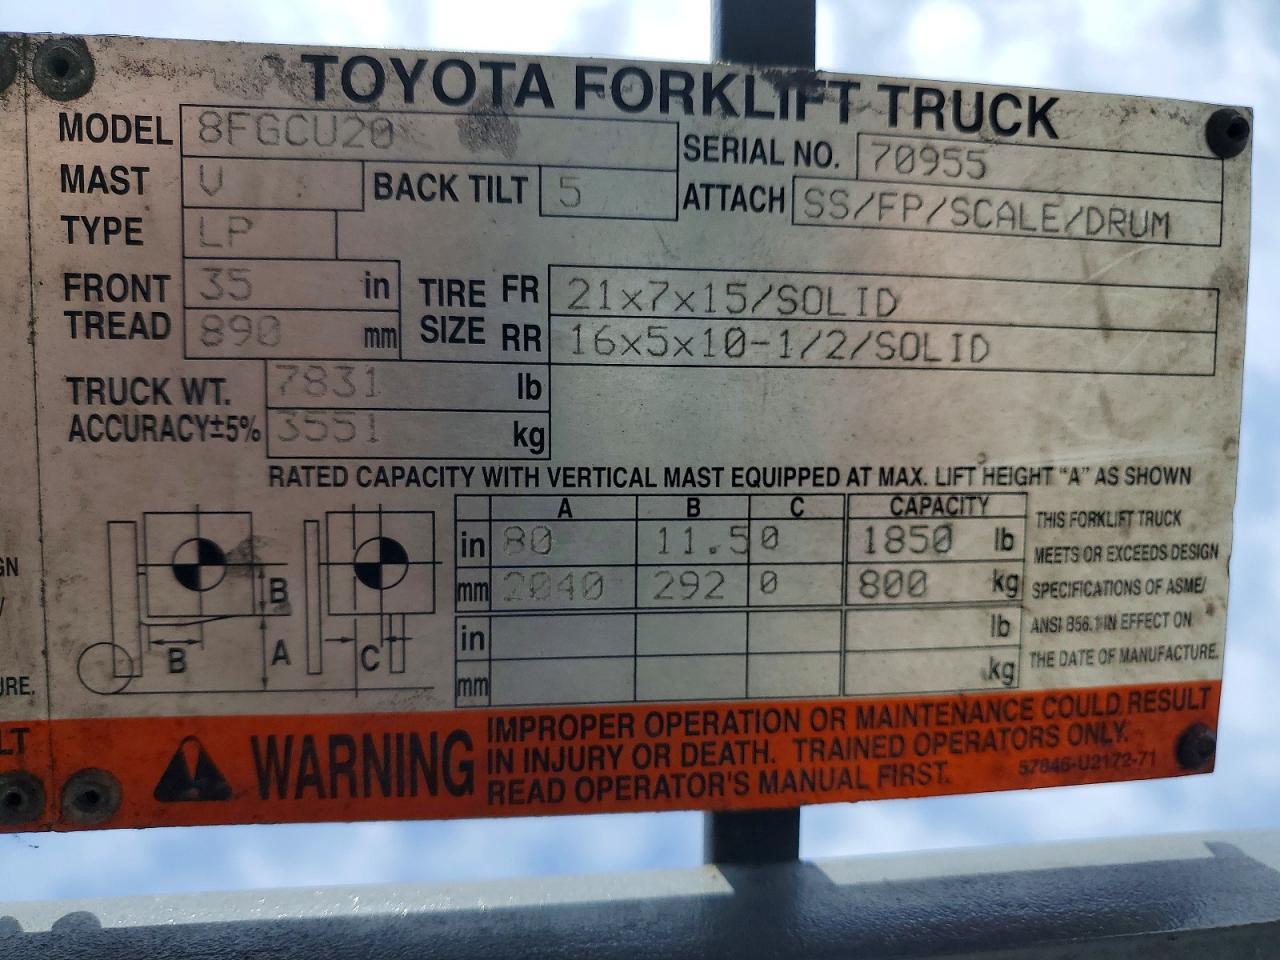 TOYOTA FORKLIFT TRUCK
MODEL 8FGCU20 SERIAL NO. 70955
MAST V BACK TILT 5 ATTACH SS/FP/SCALE/DRUM
TYPE LP
FRONT TREAD 35 in TIRE SIZE FR 21x7x15/SOLID
890 mm RR 16x5x10-1/2/SOLID
TRUCK WT. 7831 lb
ACCURACY±5% 3551 kg
RATED CAPACITY WITH VERTICAL MAST EQUIPPED AT MAX. LIFT HEIGHT "A" AS SHOWN
A B C CAPACITY
in 80 11.5 0 1850 lb
mm 2040 292 0 800 kg
in lb
mm kg
B
B A C
THIS FORKLIFT TRUCK
MEETS OR EXCEEDS DESIGN
SPECIFICATIONS OF ASME/
ANSI B56.1 IN EFFECT ON
THE DATE OF MANUFACTURE.
WARNING
IMPROPER OPERATION OR MAINTENANCE COULD RESULT
IN INJURY OR DEATH. TRAINED OPERATORS ONLY.
READ OPERATOR'S MANUAL FIRST.
57846-U2172-71
GN
/
URE.
LT